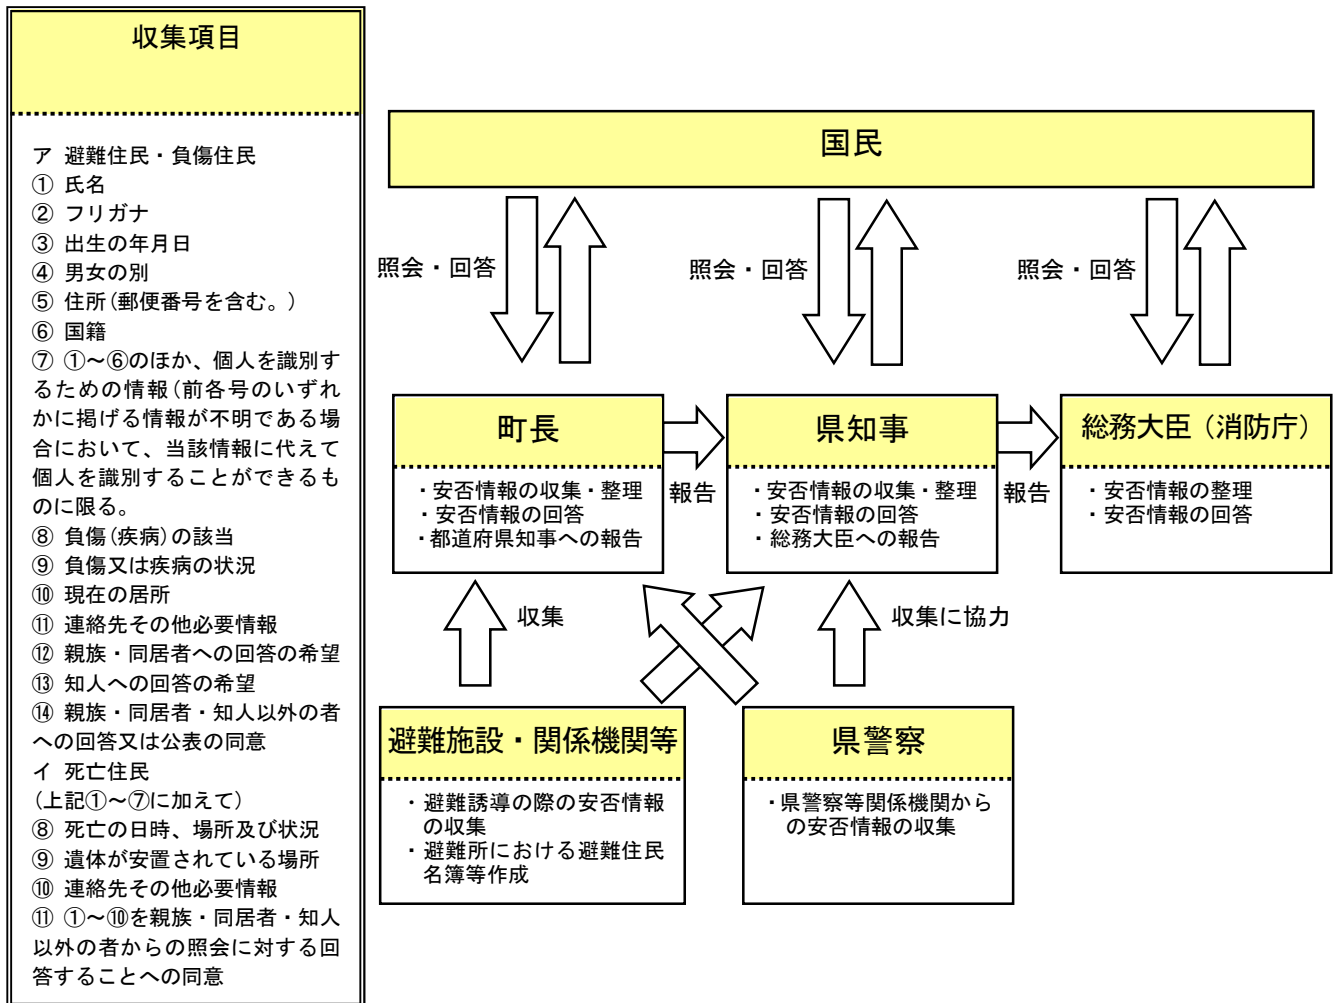 収集項目
ア 避難住民・負傷住民
① 氏名
② フリガナ
③ 出生の年月日
④ 男女の別
⑤ 住所(郵便番号を含む。)
⑥ 国籍
⑦ ①～⑥のほか、個人を識別す
るための情報(前各号のいずれ
かに掲げる情報が不明である場
合において、当該情報に代えて
個人を識別することができるも
のに限る。
⑧ 負傷(疾病)の該当
⑨ 負傷又は疾病の状況
⑩ 現在の居所
⑪ 連絡先その他必要情報
⑫ 親族・同居者への回答の希望
⑬ 知人への回答の希望
⑭ 親族・同居者・知人以外の者
への回答又は公表の同意
イ 死亡住民
(上記①～⑦に加えて)
⑧ 死亡の日時、場所及び状況
⑨ 遺体が安置されている場所
⑩ 連絡先その他必要情報
⑪ ①～⑩を親族・同居者・知人
以外の者からの照会に対する回
答することへの同意
国民
照会・回答
照会・回答
照会・回答
町長
・安否情報の収集・整理
・安否情報の回答
・都道府県知事への報告
報告
県知事
・安否情報の収集・整理
・安否情報の回答
・総務大臣への報告
報告
総務大臣（消防庁）
・安否情報の整理
・安否情報の回答
収集
収集に協力
避難施設・関係機関等
・避難誘導の際の安否情報
の収集
・避難所における避難住民
名簿等作成
県警察
・県警察等関係機関から
の安否情報の収集